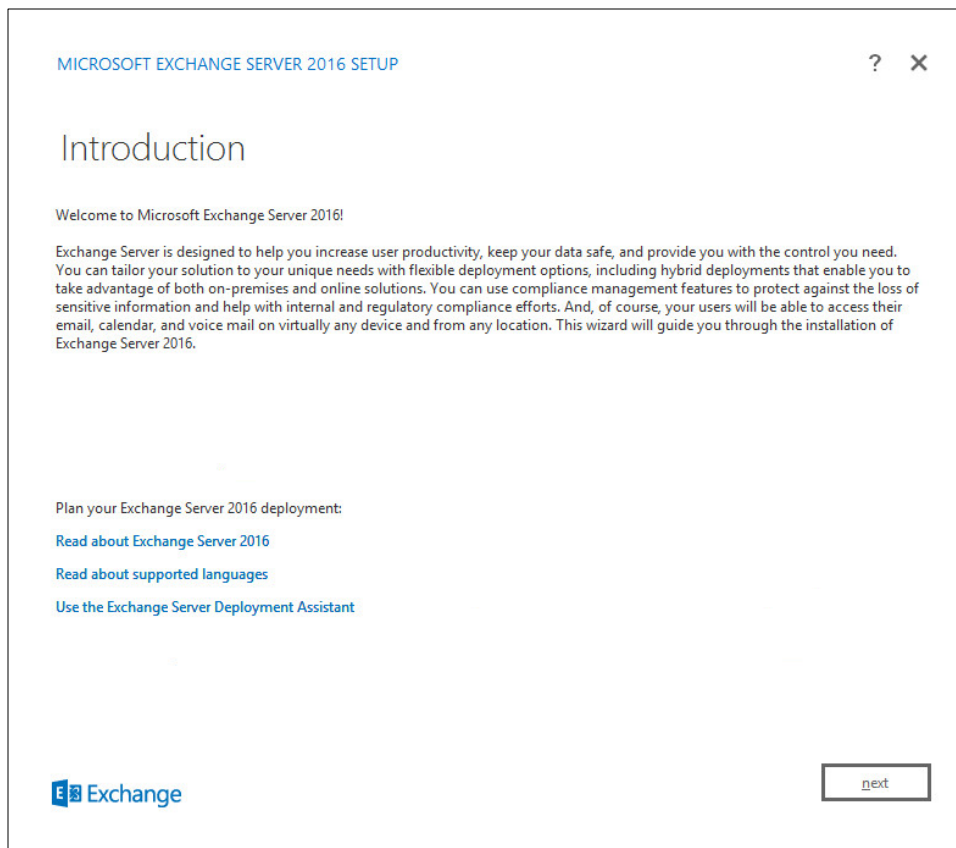 MICROSOFT EXCHANGE SERVER 2016 SETUP
?
Introduction
Welcome to Microsoft Exchange Server 2016!
Exchange Server is designed to help you increase user productivity, keep your data safe, and provide you with the control you need.
You can tailor your solution to your unique needs with flexible deployment options, including hybrid deployments that enable you to
take advantage of both on-premises and online solutions. You can use compliance management features to protect against the loss of
sensitive information and help with internal and regulatory compliance efforts. And, of course, your users will be able to access their
email, calendar, and voice mail on virtually any device and from any location. This wizard will guide you through the installation of
Exchange Server 2016.
Plan your Exchange Server 2016 deployment:
Read about Exchange Server 2016
Read about supported languages
Use the Exchange Server Deployment Assistant
E Exchange
next